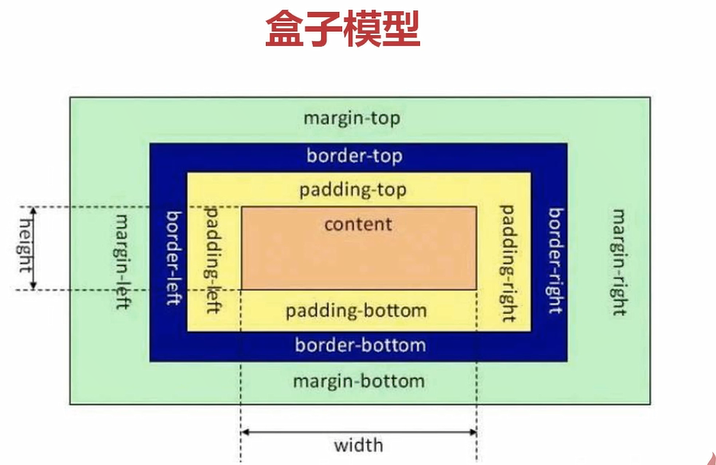 盒子模型
margin-top
border-top
padding-top
content
height
margin-left
border-left
padding-left
padding-right
border-right
margin-right
padding-bottom
border-bottom
margin-bottom
width